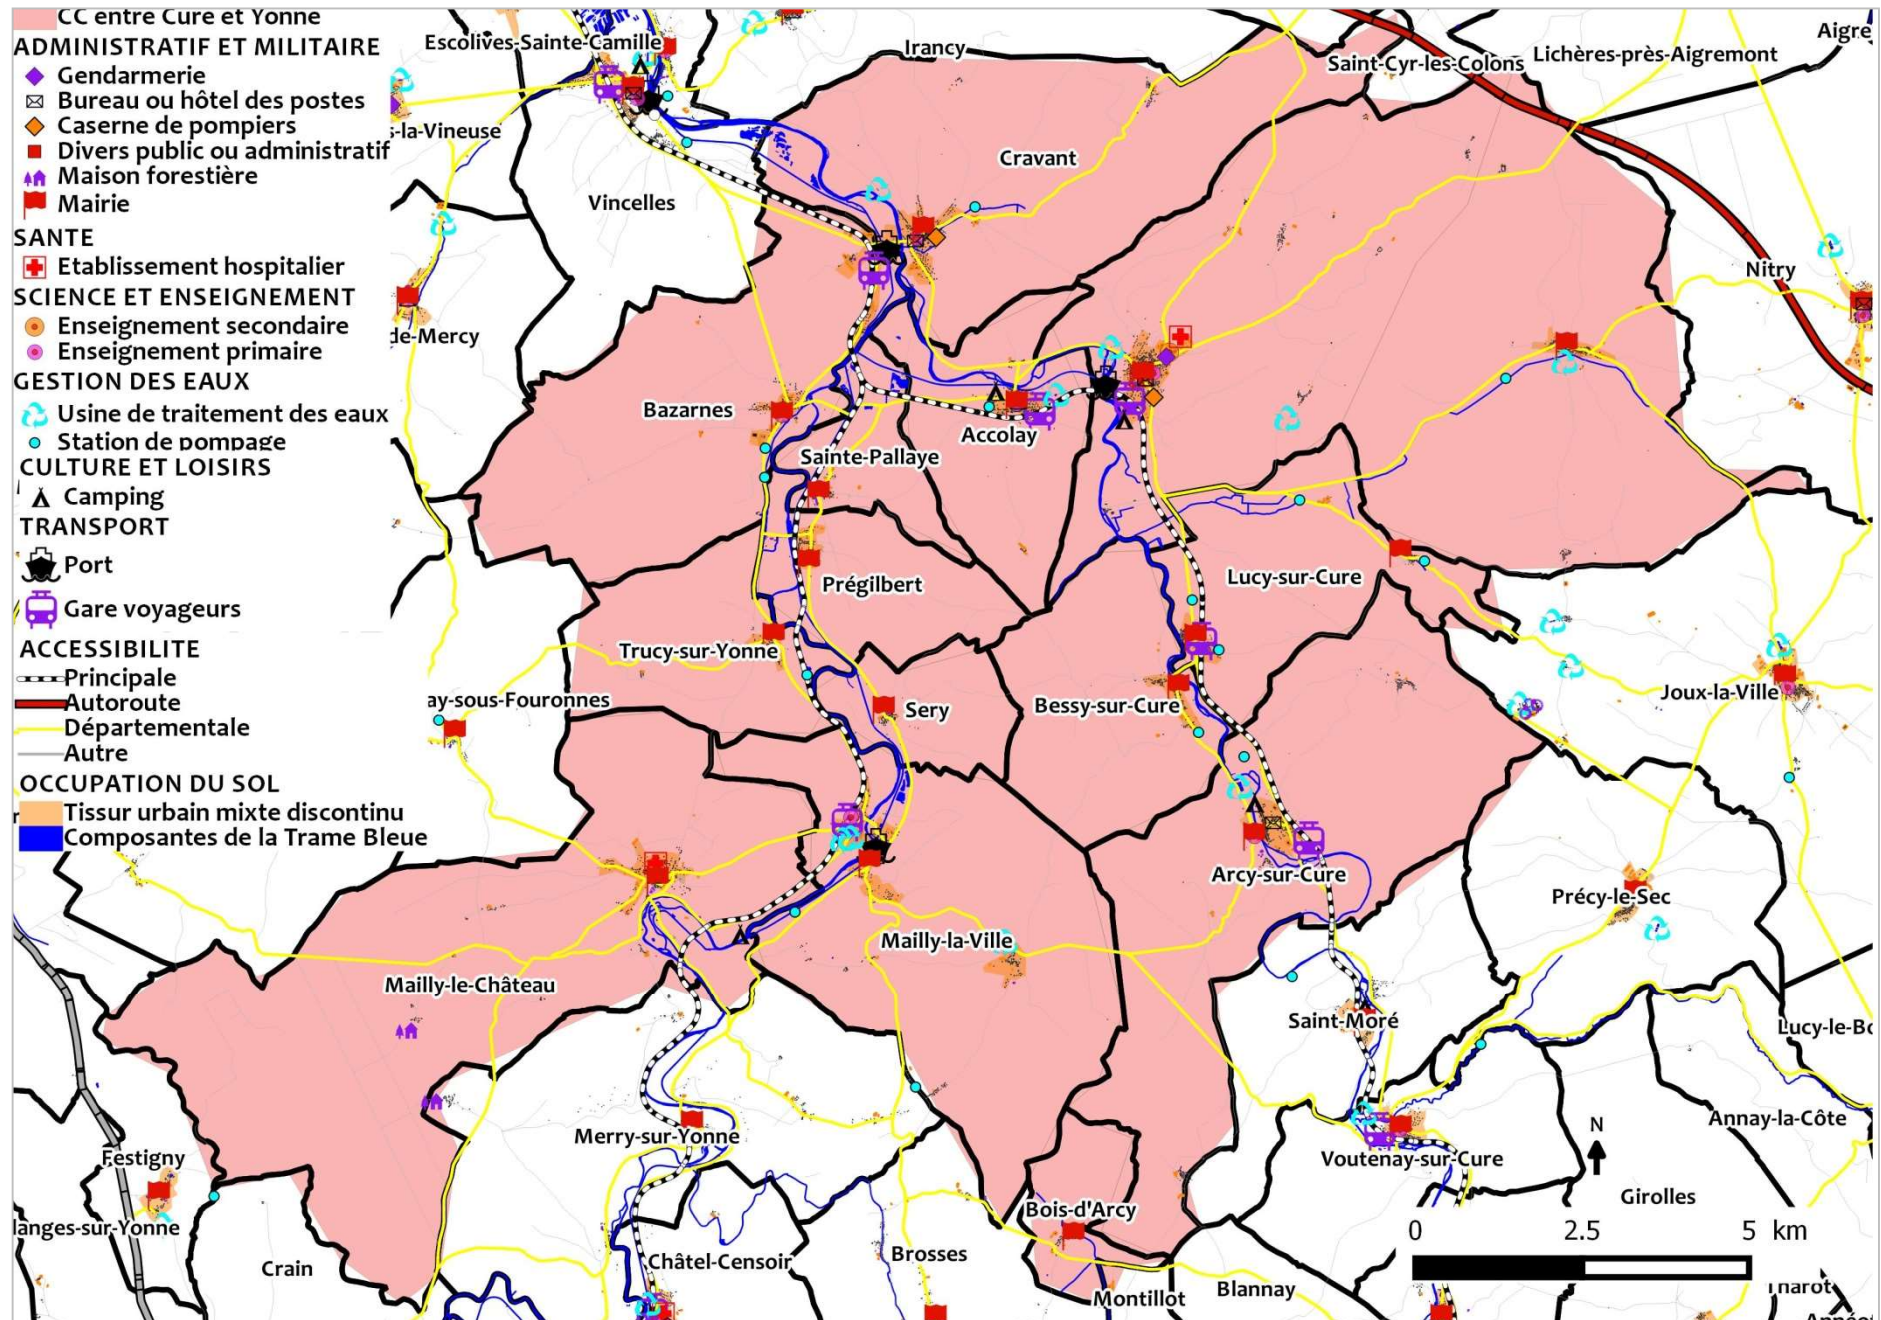 CC entre Cure et Yonne
ADMINISTRATIF ET MILITAIRE
Gendarmerie
Bureau ou hôtel des postes
Caserne de pompiers
Divers public ou administratif
Maison forestière
Mairie
SANTE
Etablissement hospitalier
SCIENCE ET ENSEIGNEMENT
Enseignement secondaire
Enseignement primaire
GESTION DES EAUX
Usine de traitement des eaux
Station de pompage
CULTURE ET LOISIRS
Camping
TRANSPORT
Port
Gare voyageurs
ACCESSIBILITE
Principale
Autoroute
Départementale
Autre
OCCUPATION DU SOL
Tissur urbain mixte discontinu
Composantes de la Trame Bleue
Escolives-Sainte-Camille
Irancy
Saint-Cyr-les-Colons
Lichères-près-Aigremont
Aigre
s-la-Vineuse
Cravant
Vincelles
Nitry
de-Mercy
Bazarnes
Accolay
Sainte-Pallaye
Prégilbert
Lucy-sur-Cure
Trucy-sur-Yonne
ay-sous-Fouronnes
Sery
Bessy-sur-Cure
Joux-la-Ville
Arcy-sur-Cure
Précy-le-Sec
Mailly-la-Ville
Mailly-le-Château
Saint-Moré
Lucy-le-Bo
Annay-la-Côte
Merry-sur-Yonne
N
Festigny
Voutenay-sur-Cure
Girolles
Bois-d'Arcy
langes-sur-Yonne
0 2.5 5 km
Crain
Châtel-Censoir
Brosses
Blannay
Montillot